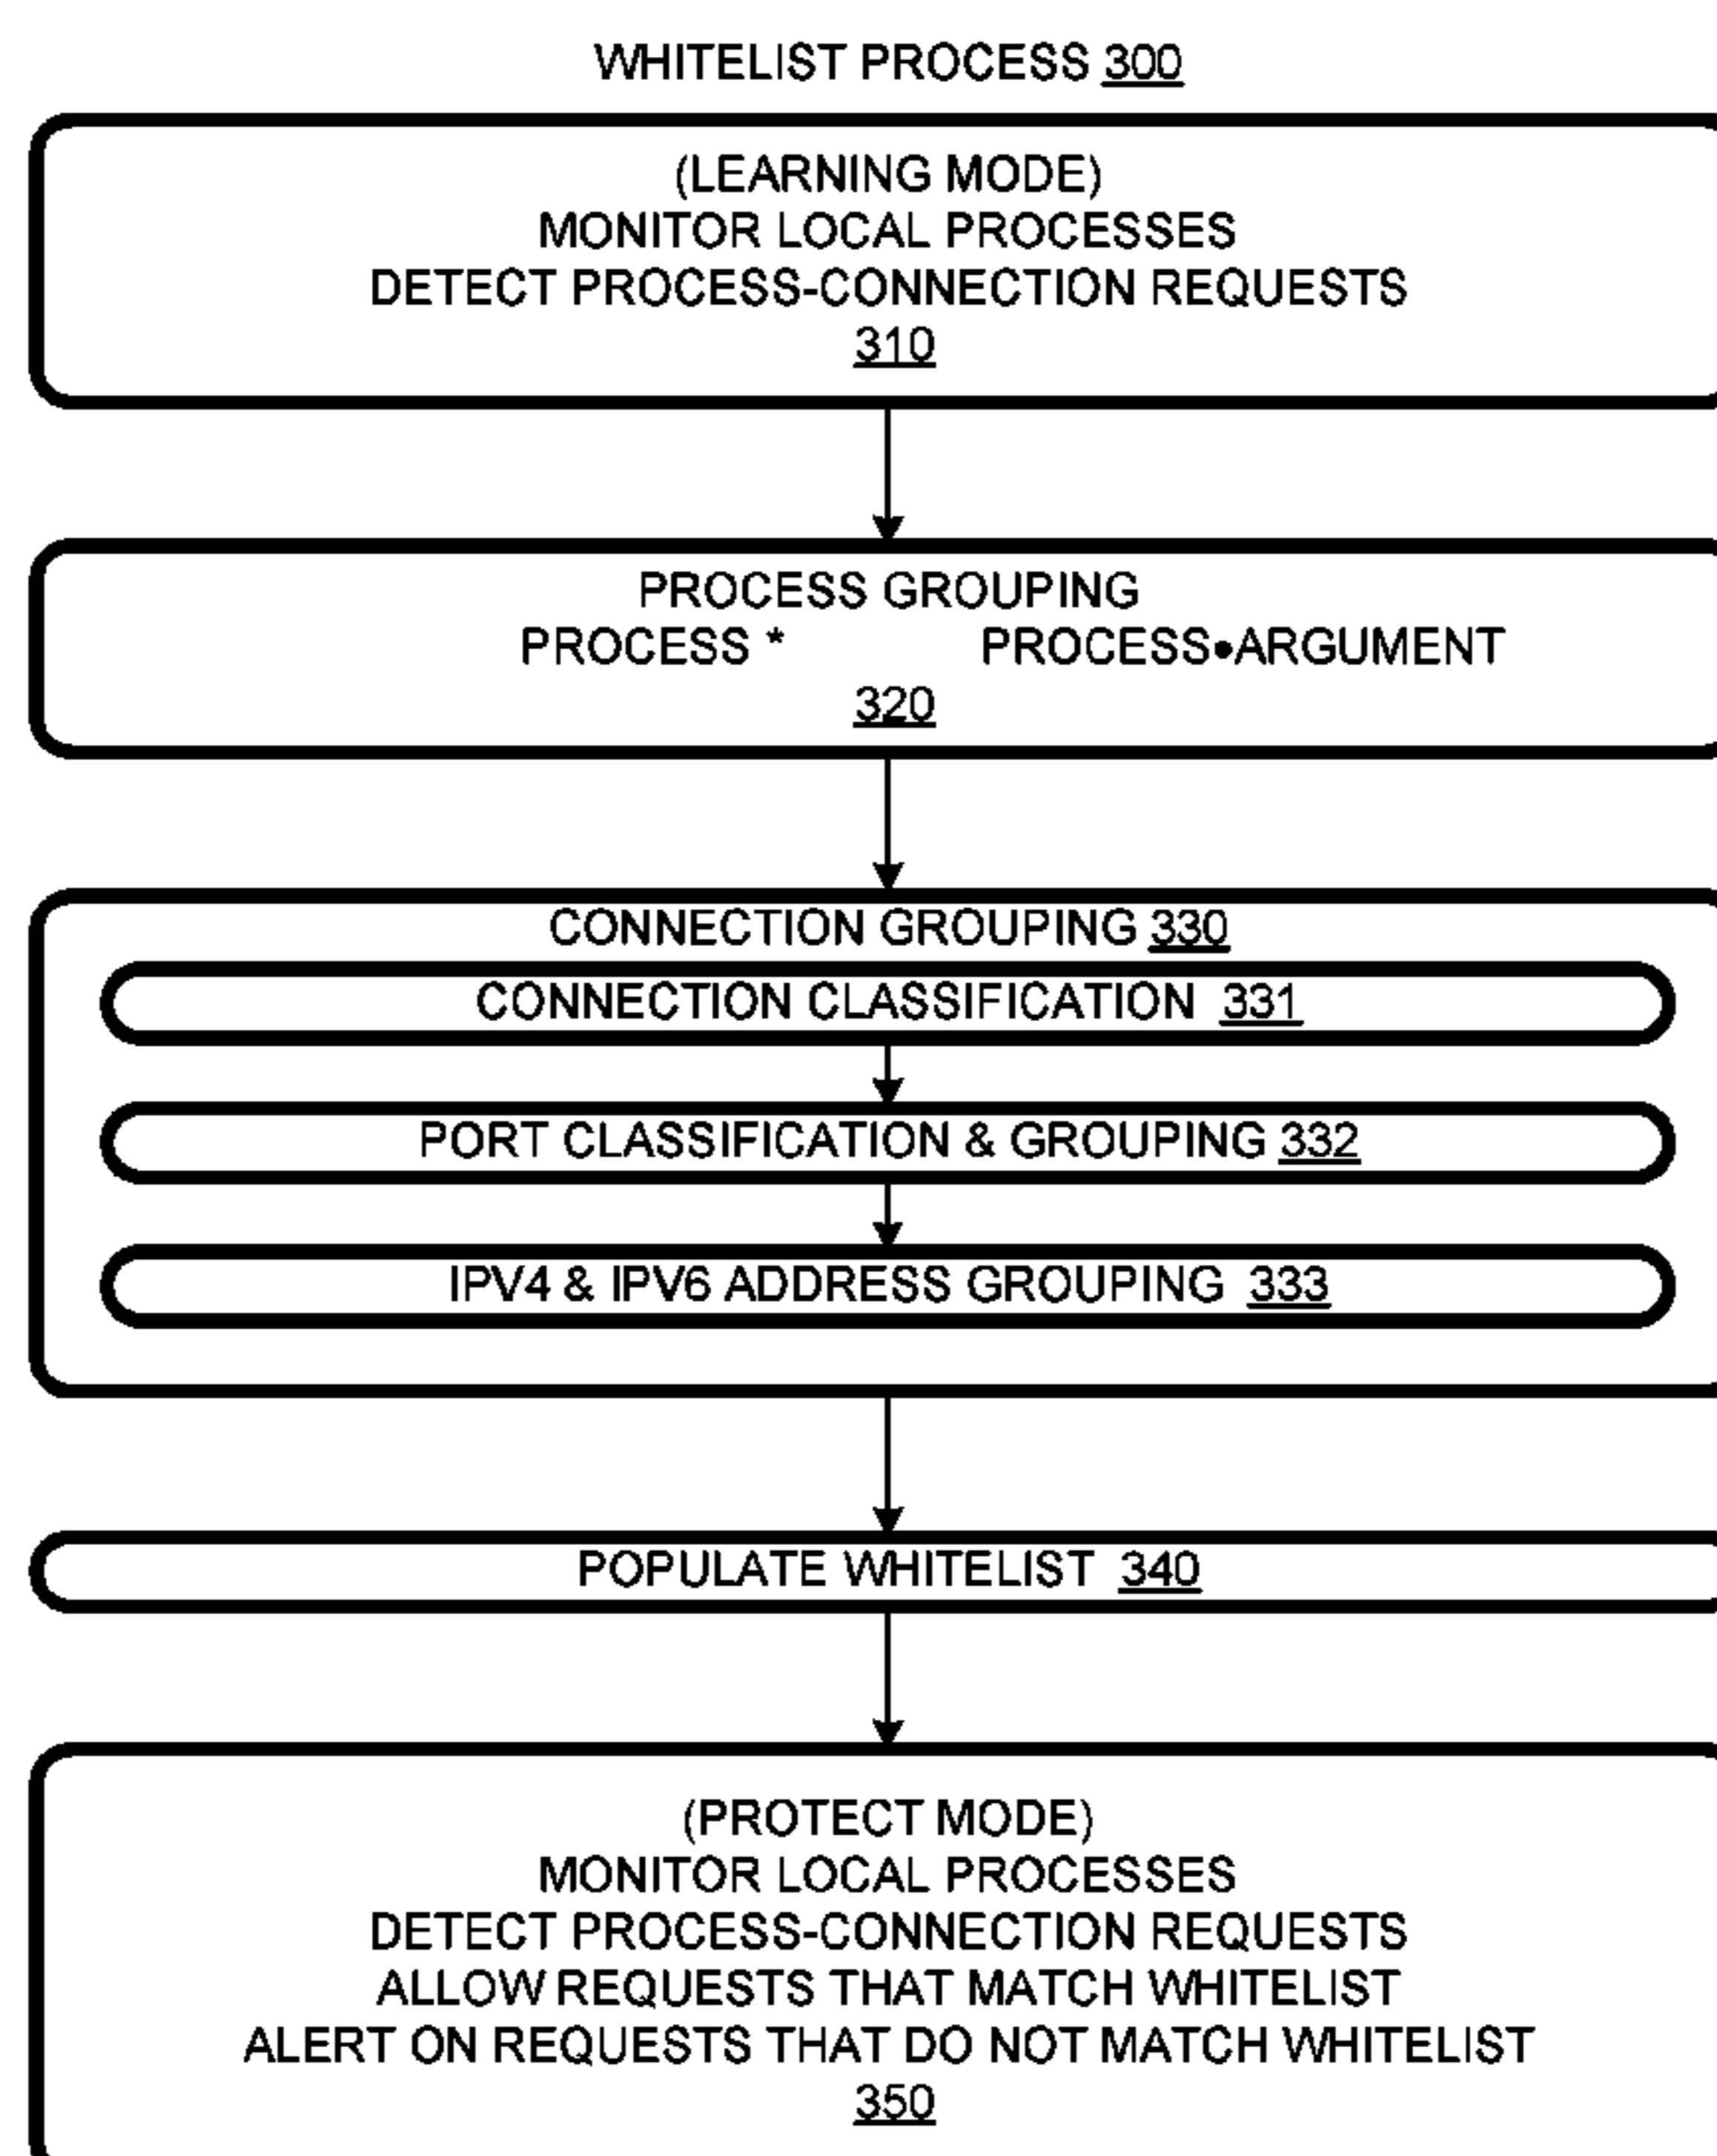 WHITELIST PROCESS 300
(LEARNING MODE)
MONITOR LOCAL PROCESSES
DETECT PROCESS-CONNECTION REQUESTS
310
PROCESS GROUPING
PROCESS * PROCESS•ARGUMENT
320
CONNECTION GROUPING 330
CONNECTION CLASSIFICATION 331
PORT CLASSIFICATION & GROUPING 332
IPV4 & IPV6 ADDRESS GROUPING 333
POPULATE WHITELIST 340
(PROTECT MODE)
MONITOR LOCAL PROCESSES
DETECT PROCESS-CONNECTION REQUESTS
ALLOW REQUESTS THAT MATCH WHITELIST
ALERT ON REQUESTS THAT DO NOT MATCH WHITELIST
350